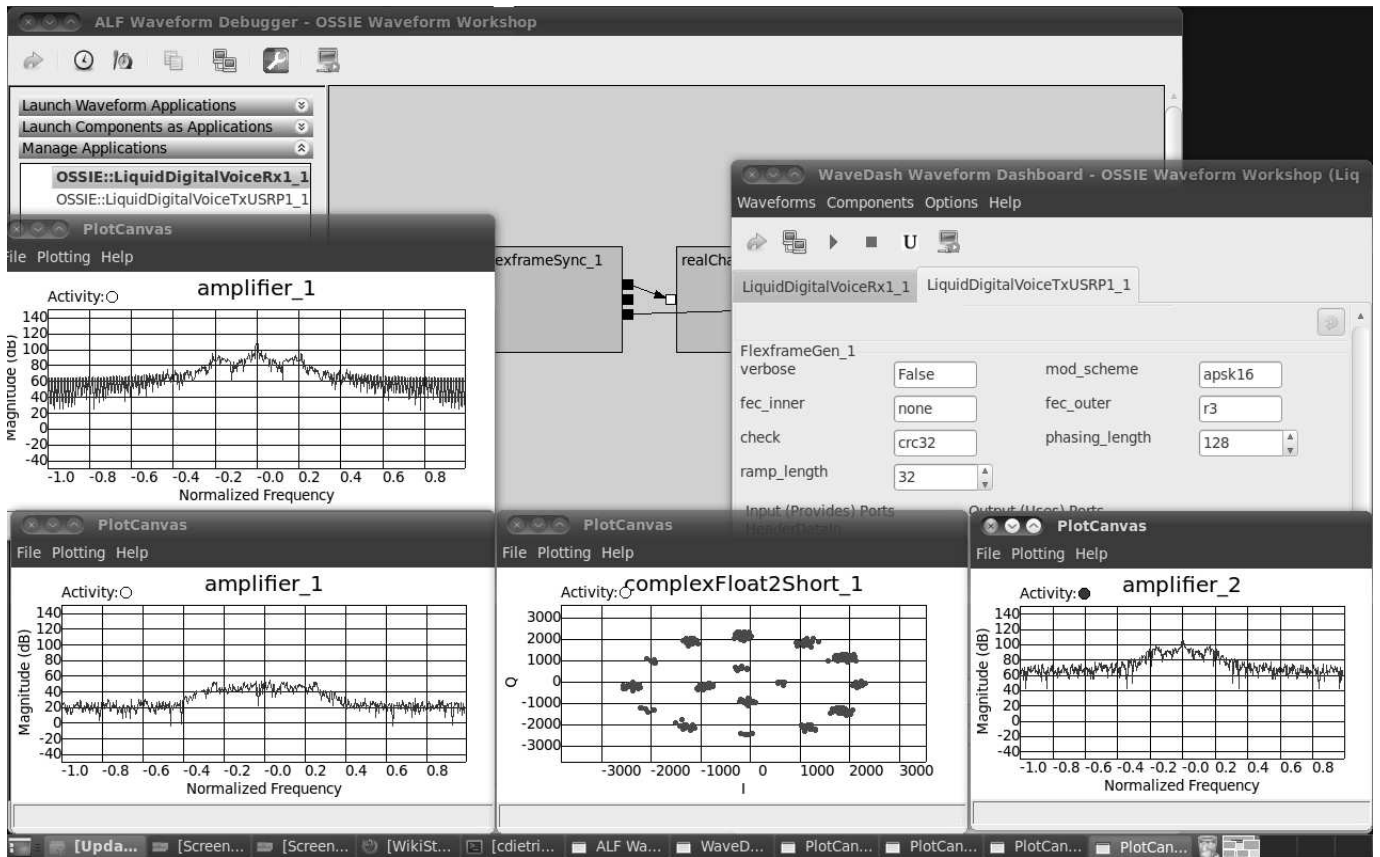 ALF Waveform Debugger - OSSIE Waveform Workshop
Launch Waveform Applications
Launch Components as Applications
Manage Applications
OSSIE::LiquidDigitalVoiceRx1_1
OSSIE::LiquidDigitalVoiceTxUSRP1_1
exframeSync_1
realCha
WaveDash Waveform Dashboard - OSSIE Waveform Workshop (Liq
Waveforms Components Options Help
U
LiquidDigitalVoiceRx1_1
LiquidDigitalVoiceTxUSRP1_1
FlexframeGen_1
verbose
False
mod_scheme
apsk16
fec_inner
none
fec_outer
r3
check
crc32
phasing_length
128
ramp_length
32
Input (Provides) Ports
Output (Uses) Ports
HeaderDataIn
PlotCanvas
File Plotting Help
Activity:
amplifier_1
Magnitude (dB)
140
120
100
80
60
40
20
0
-20
-40
-1.0 -0.8 -0.6 -0.4 -0.2 -0.0 0.2 0.4 0.6 0.8
Normalized Frequency
PlotCanvas
File Plotting Help
Activity:
amplifier_1
Magnitude (dB)
140
120
100
80
60
40
20
0
-20
-40
-1.0 -0.8 -0.6 -0.4 -0.2 -0.0 0.2 0.4 0.6 0.8
Normalized Frequency
PlotCanvas
File Plotting Help
Activity:
complexFloat2Short_1
Q
3000
2000
1000
0
-1000
-2000
-3000
-3000 -2000 -1000 0 1000 2000 3000
I
PlotCanvas
File Plotting Help
Activity:
amplifier_2
Magnitude (dB)
140
120
100
80
60
40
20
0
-20
-40
-1.0 -0.8 -0.6 -0.4 -0.2 -0.0 0.2 0.4 0.6 0.8
Normalized Frequency
[Upda... [Screen... [Screen... [WikiSt... [cdietri... ALF Wa... WaveD... PlotCan... PlotCan... PlotCan... PlotCan...